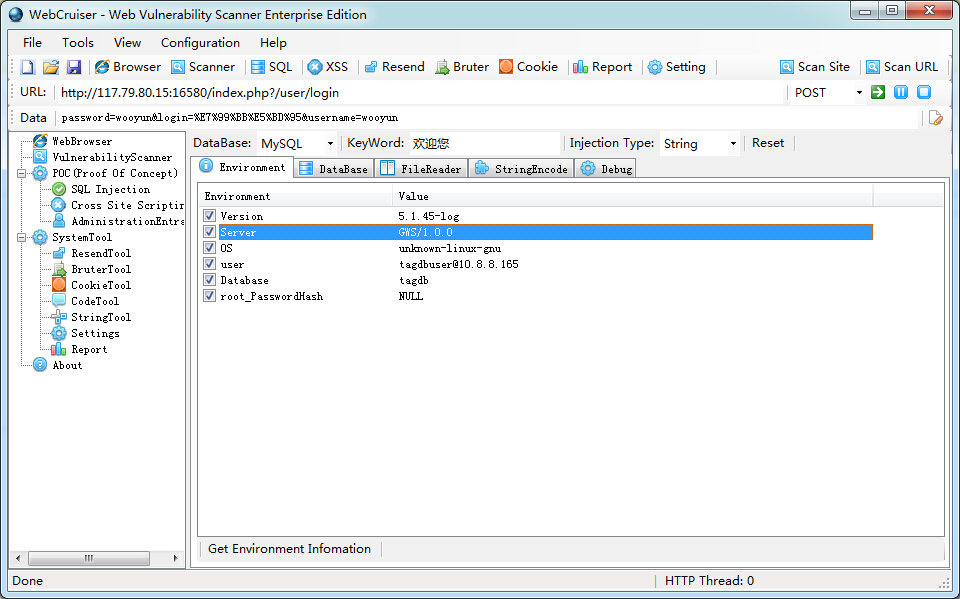 WebCruiser - Web Vulnerability Scanner Enterprise Edition
File Tools View Configuration Help
Browser Scanner SQL XSS Resend Bruter Cookie Report Setting Scan Site Scan URL
URL: http://117.79.80.15:16580/index.php?/user/login POST
Data password=wooyun&login=%E7%99%BB%E5%BD%95&username=wooyun
DataBase: MySQL KeyWord: 欢迎您 Injection Type: String Reset
WebBrowser
VulnerabilityScanner
POC(Proof Of Concept)
SQL Injection
Cross Site Scriptin
AdministrationEntra
SystemTool
ResendTool
BruterTool
CookieTool
CodeTool
StringTool
Settings
Report
About
Environment DataBase FileReader StringEncode Debug
Environment Value
Version 5.1.45-log
Server GWS/1.0.0
OS unknown-linux-gnu
user tagdbuser@10.8.8.165
Database tagdb
root_PasswordHash NULL
Get Environment Infomation
Done HTTP Thread: 0